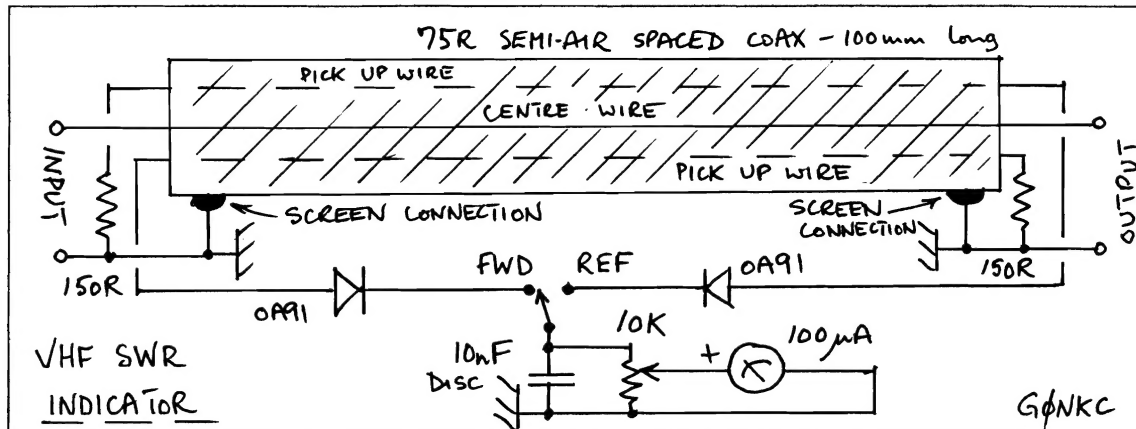 75R SEMI-AIR SPACED COAX - 100mm Long
PICK UP WIRE
CENTRE WIRE
PICK UP WIRE
INPUT
OUTPUT
SCREEN CONNECTION
SCREEN
CONNECTION
150R
150R
FWD
REF
OA91
OA91
10K
10nF
DISC
+
100µA
VHF SWR
INDICATOR
GØNKC